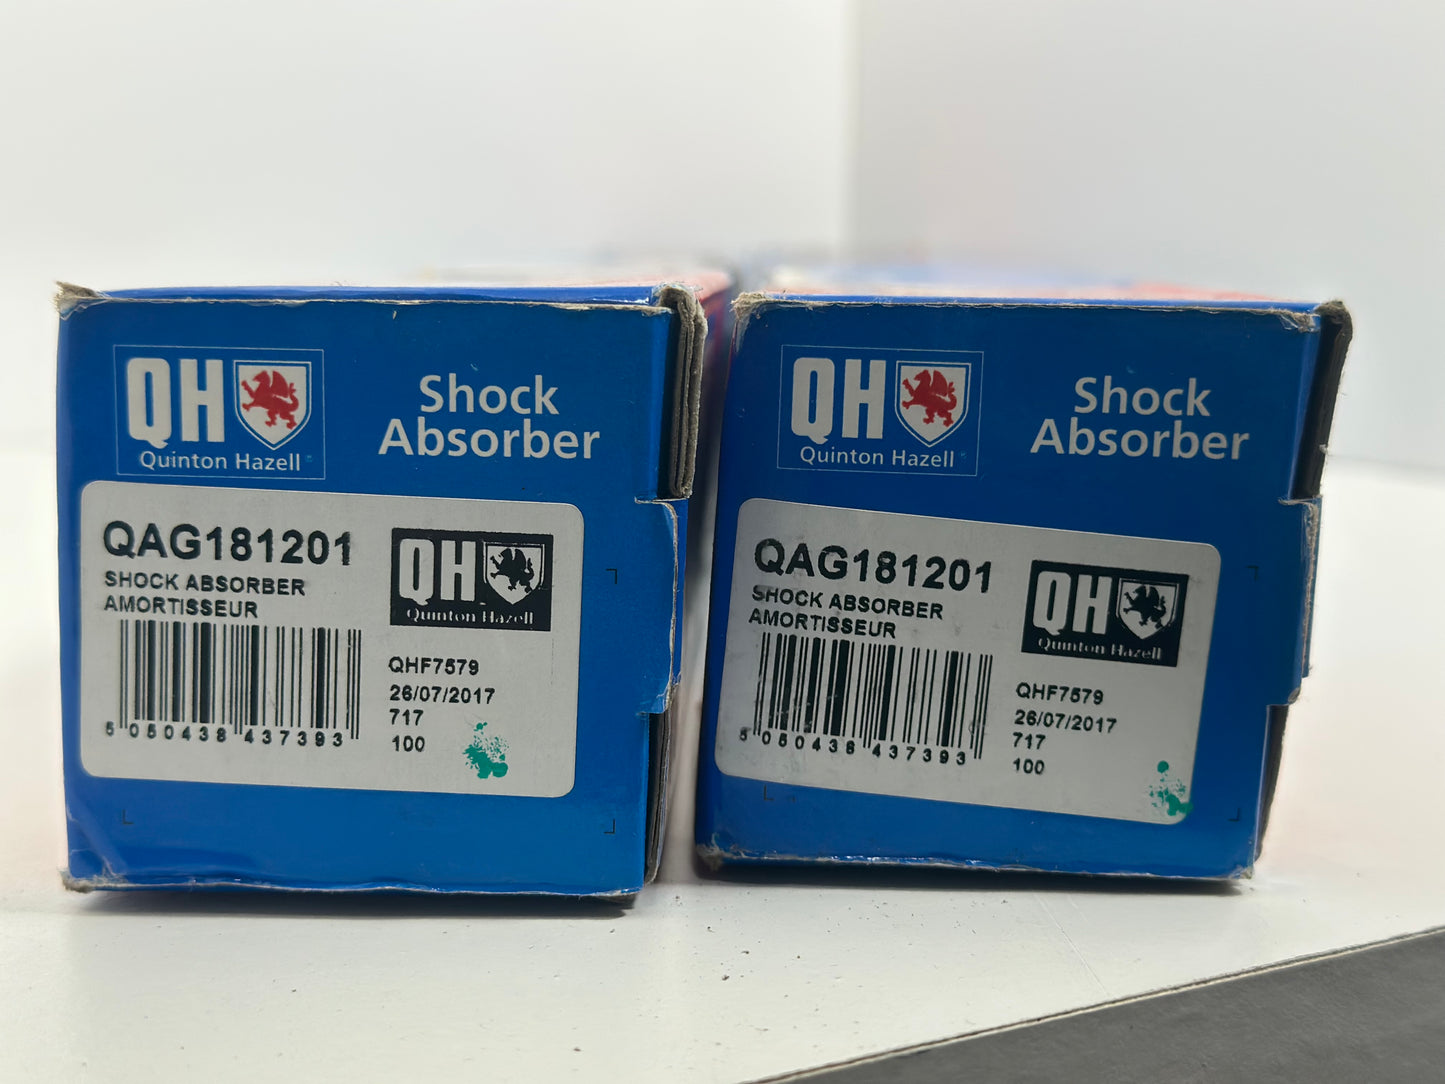 QH
Quinton Hazell
Shock
Absorber
QAG181201
SHOCK ABSORBER
AMORTISSEUR
5 050438 437393
QH
Quinton Hazell
QHF7579
26/07/2017
717
100
QH
Quinton Hazell
Shock
Absorber
QAG181201
SHOCK ABSORBER
AMORTISSEUR
5 050438 437393
QH
Quinton Hazell
QHF7579
26/07/2017
717
100